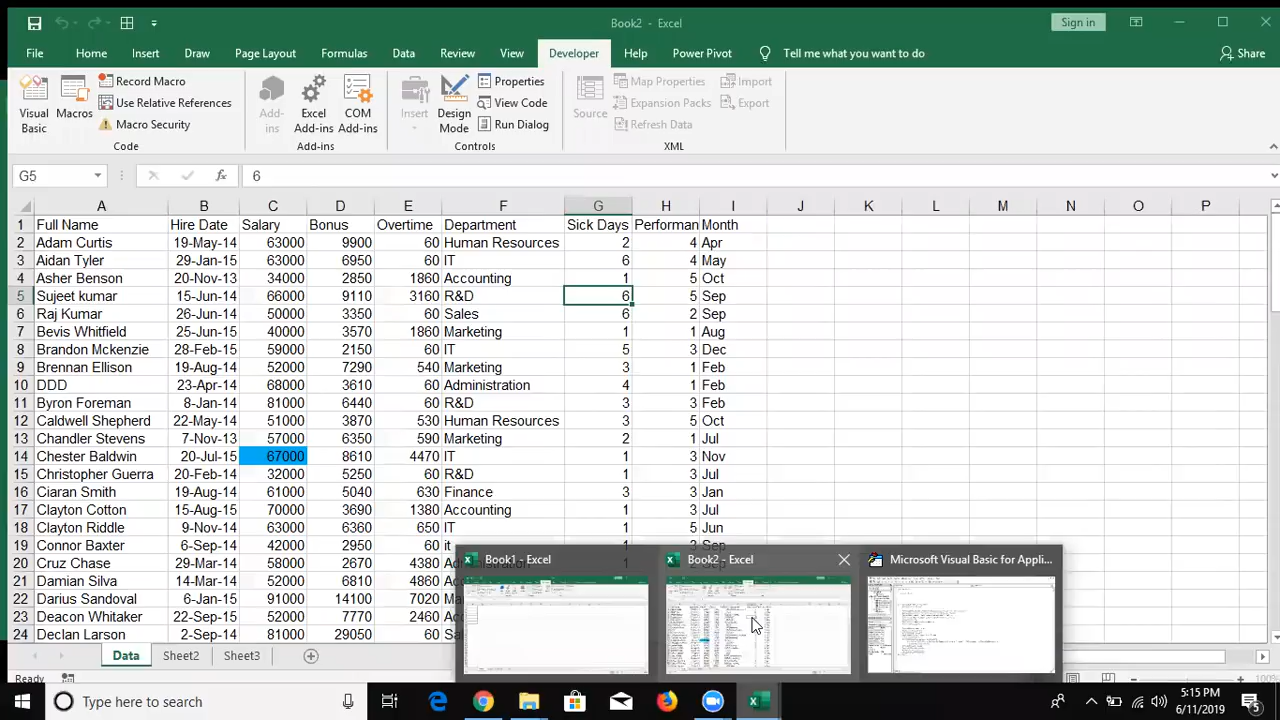 Book2 - Excel
Sign in
File Home Insert Draw Page Layout Formulas Data Review View Developer Help Power Pivot Tell me what you want to do Share
Visual Basic
Macros
Record Macro
Use Relative References
Macro Security
Code
Add-ins
Excel Add-ins
COM Add-ins
Add-ins
Insert
Design Mode
Properties
View Code
Run Dialog
Controls
Source
Map Properties
Expansion Packs
Refresh Data
Import
Export
XML
G5 fx 6
A B C D E F G H I J K L M N O P
1 Full Name Hire Date Salary Bonus Overtime Department Sick Days Performan Month
2 Adam Curtis 19-May-14 63000 9900 60 Human Resources 2 4 Apr
3 Aidan Tyler 29-Jan-15 63000 6950 60 IT 6 4 May
4 Asher Benson 20-Nov-13 34000 2850 1860 Accounting 1 5 Oct
5 Sujeet kumar 15-Jun-14 66000 9110 3160 R&D 6 5 Sep
6 Raj Kumar 26-Jun-14 50000 3350 60 Sales 6 2 Sep
7 Bevis Whitfield 25-Jun-15 40000 3570 1860 Marketing 1 1 Aug
8 Brandon Mckenzie 28-Feb-15 59000 2150 60 IT 5 3 Dec
9 Brennan Ellison 19-Aug-14 52000 7290 540 Marketing 3 1 Feb
10 DDD 23-Apr-14 68000 3610 60 Administration 4 1 Feb
11 Byron Foreman 8-Jan-14 81000 6440 60 R&D 3 3 Feb
12 Caldwell Shepherd 22-May-14 51000 3870 530 Human Resources 3 5 Oct
13 Chandler Stevens 7-Nov-13 57000 6350 590 Marketing 2 1 Jul
14 Chester Baldwin 20-Jul-15 67000 8610 4470 IT 1 3 Nov
15 Christopher Guerra 20-Feb-14 32000 5250 60 R&D 1 3 Jul
16 Ciaran Smith 19-Aug-14 61000 5040 630 Finance 3 3 Jan
17 Clayton Cotton 15-Aug-15 70000 3690 1380 Accounting 1 3 Jul
18 Clayton Riddle 9-Nov-14 63000 6360 650 IT 1 5 Jun
19 Connor Baxter 6-Sep-14 42000 2950 60 it 1 3 Sep
20 Cruz Chase 26-Mar-14 58000 2670 4380
21 Damian Silva 14-Mar-14 52000 6810 4860
22 Darius Sandoval 6-Jan-15 91000 14100 7020
23 Deacon Whitaker 22-Sep-15 52000 7770 2460
24 Declan Larson 2-Sep-14 81000 29050 60
Book1 - Excel
Book2 - Excel
Microsoft Visual Basic for Appli...
Data Sheet2 Sheet3
Type here to search
5:15 PM
6/11/2019
5